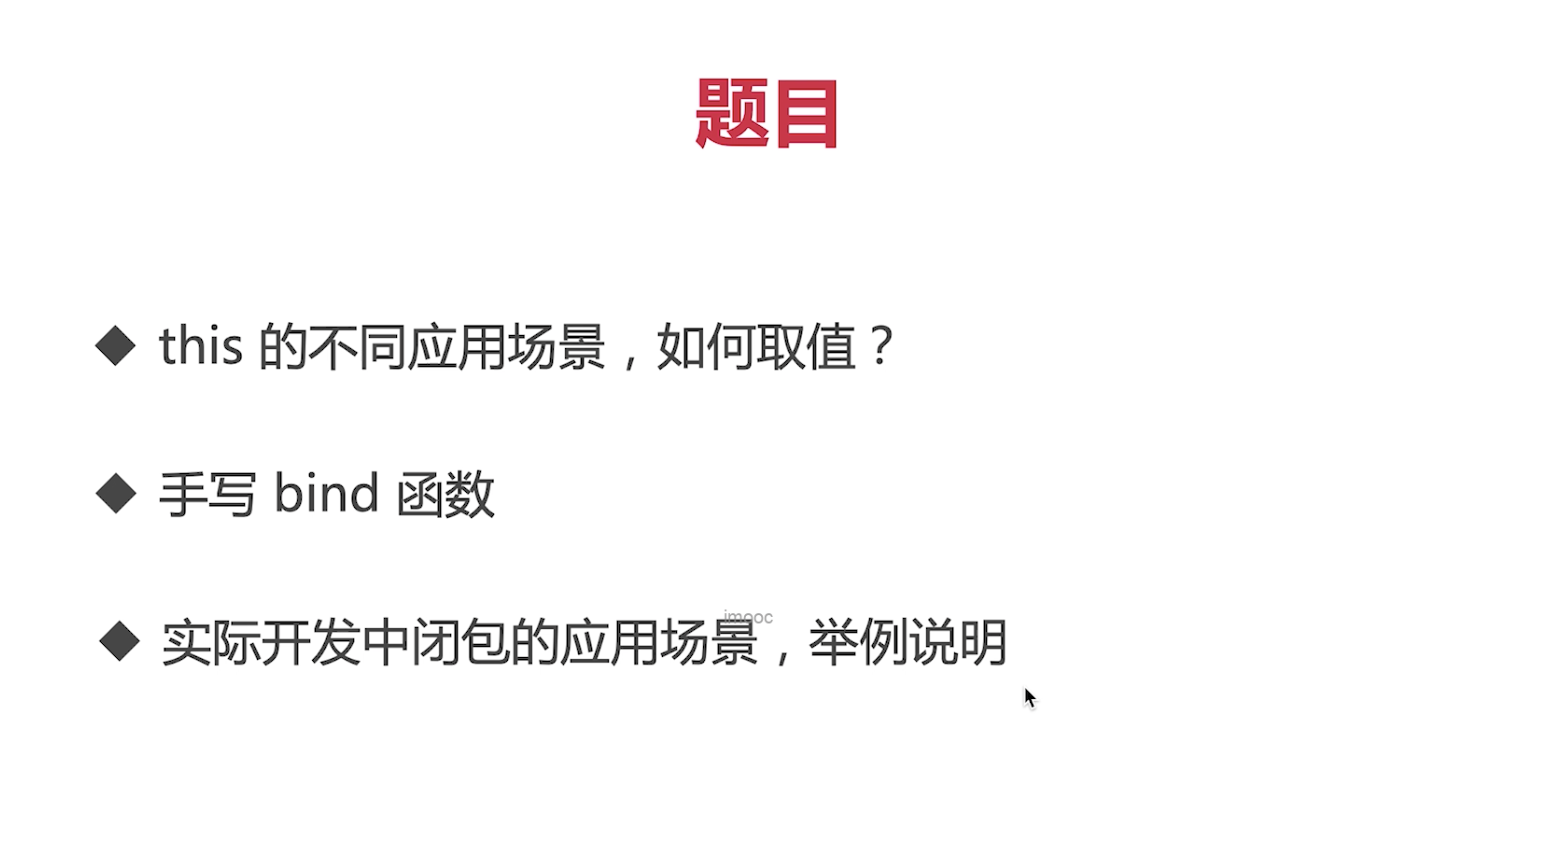 题目
◆ this 的不同应用场景，如何取值？
◆ 手写 bind 函数
imooc
◆ 实际开发中闭包的应用场景，举例说明